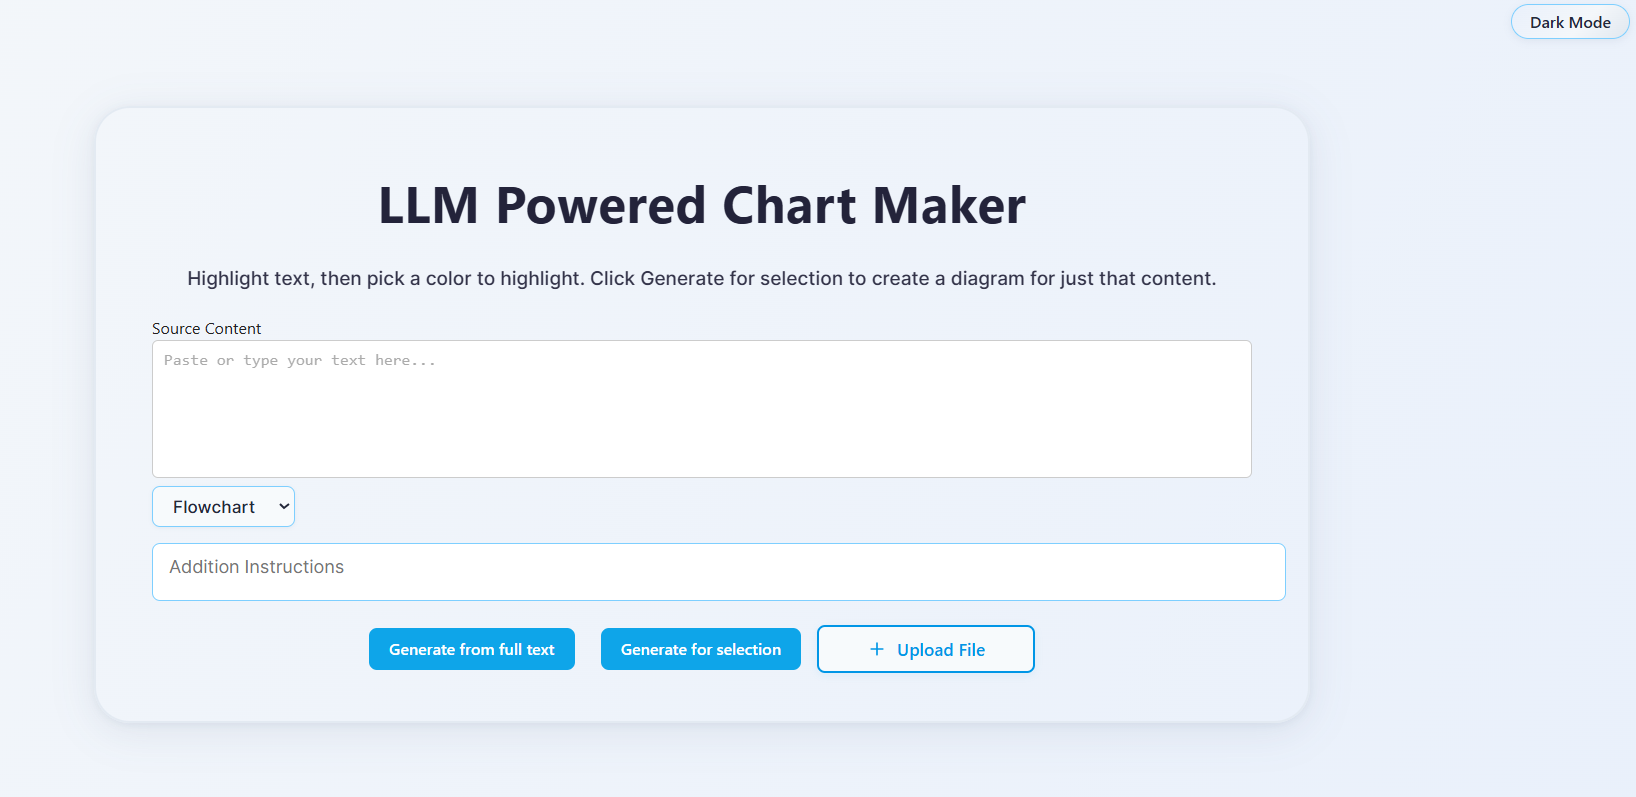 Dark Mode
LLM Powered Chart Maker
Highlight text, then pick a color to highlight. Click Generate for selection to create a diagram for just that content.
Source Content
Paste or type your text here...
Flowchart
Addition Instructions
Generate from full text
Generate for selection
+ Upload File